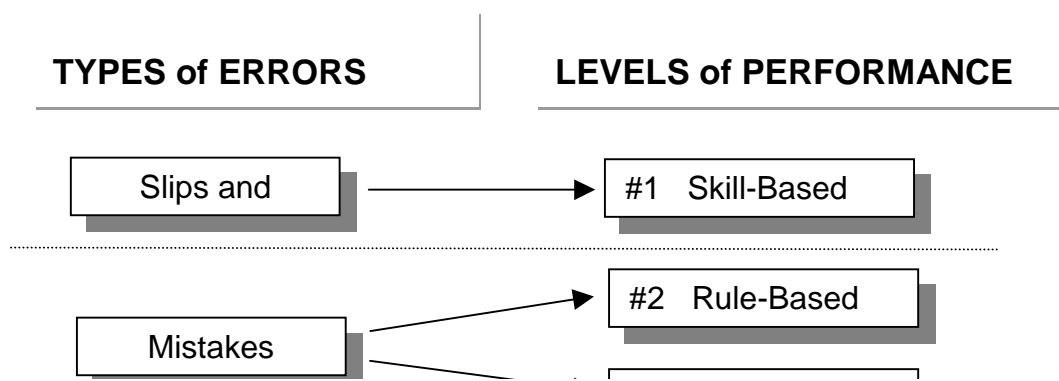 TYPES of ERRORS
LEVELS of PERFORMANCE
Slips and
#1 Skill-Based
#2 Rule-Based
Mistakes